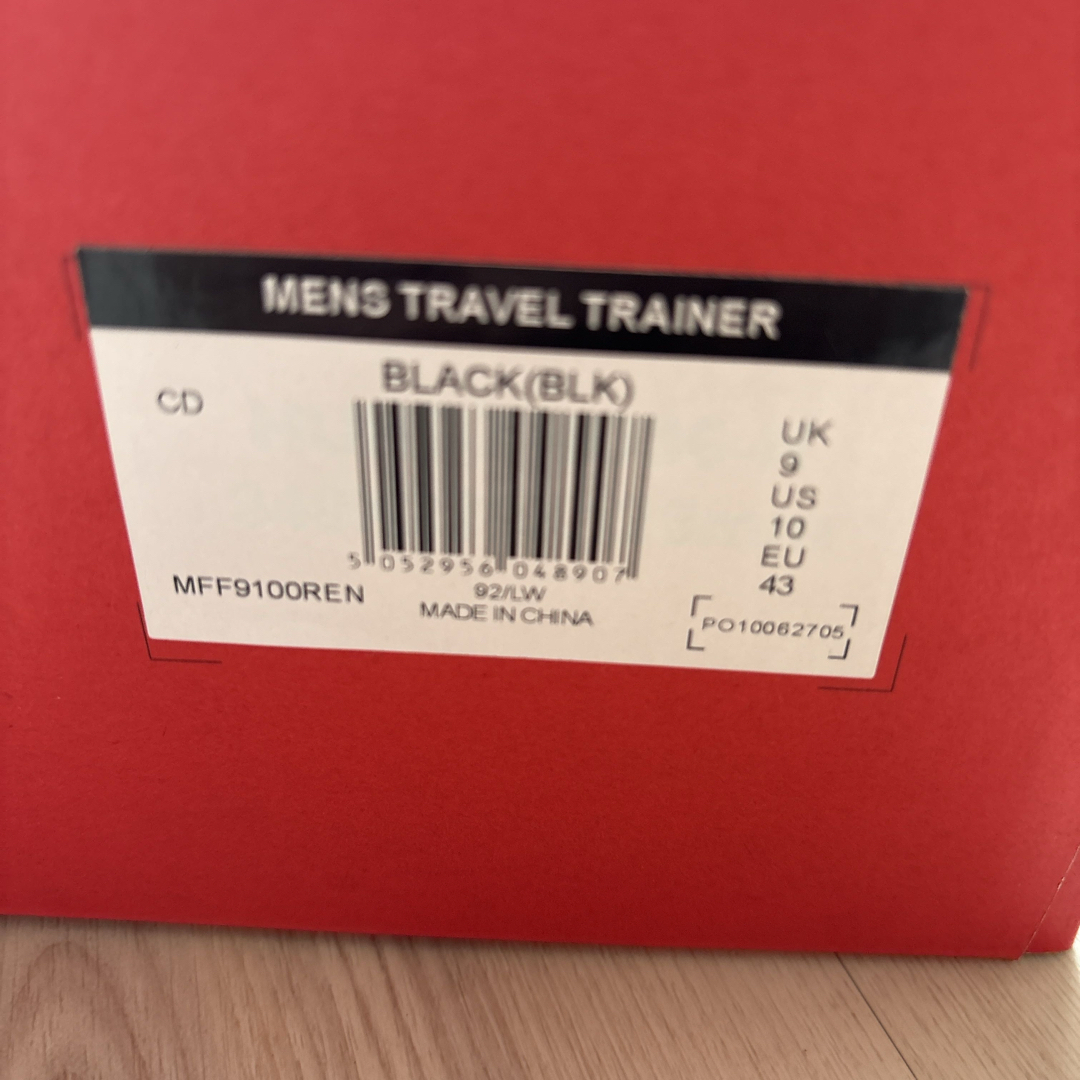 MENS TRAVEL TRAINER
BLACK(BLK)
CD
UK
9
US
10
EU
43
5 052956 048907
MFF9100REN
92/LW
MADE IN CHINA
PO10062705